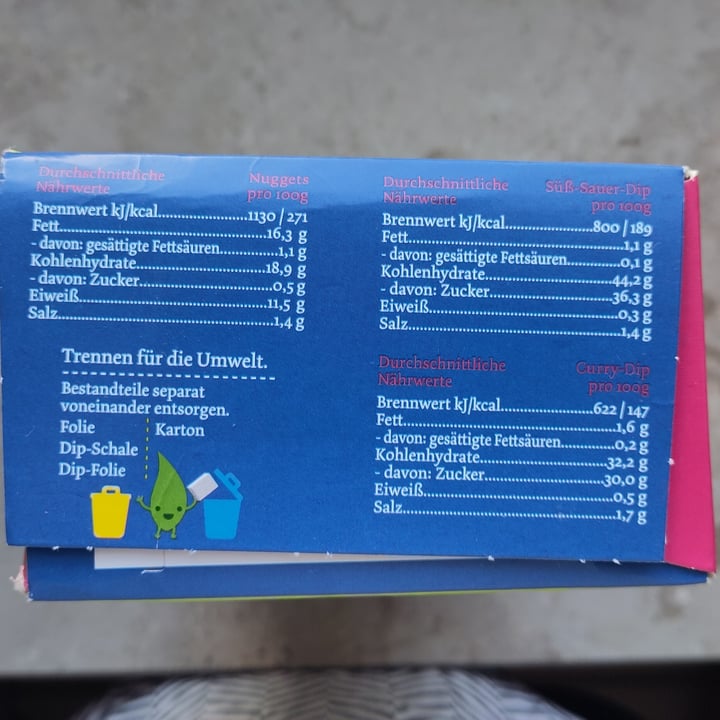 Durchschnittliche Nuggets
Nährwerte pro 100g
Brennwert kJ/kcal..........1130 / 271
Fett..........16,3 g
- davon: gesättigte Fettsäuren..........1,1 g
Kohlenhydrate..........18,9 g
- davon: Zucker..........0,5 g
Eiweiß..........11,5 g
Salz..........1,4 g
Trennen für die Umwelt.
Bestandteile separat
voneinander entsorgen.
Folie Karton
Dip-Schale
Dip-Folie
Durchschnittliche Süß-Sauer-Dip
Nährwerte pro 100g
Brennwert kJ/kcal..........800 / 189
Fett..........1,1 g
- davon: gesättigte Fettsäuren..........0,1 g
Kohlenhydrate..........44,2 g
- davon: Zucker..........36,3 g
Eiweiß..........0,3 g
Salz..........1,4 g
Durchschnittliche Curry-Dip
Nährwerte pro 100g
Brennwert kJ/kcal..........622 / 147
Fett..........1,6 g
- davon: gesättigte Fettsäuren..........0,2 g
Kohlenhydrate..........32,2 g
- davon: Zucker..........30,0 g
Eiweiß..........0,5 g
Salz..........1,7 g